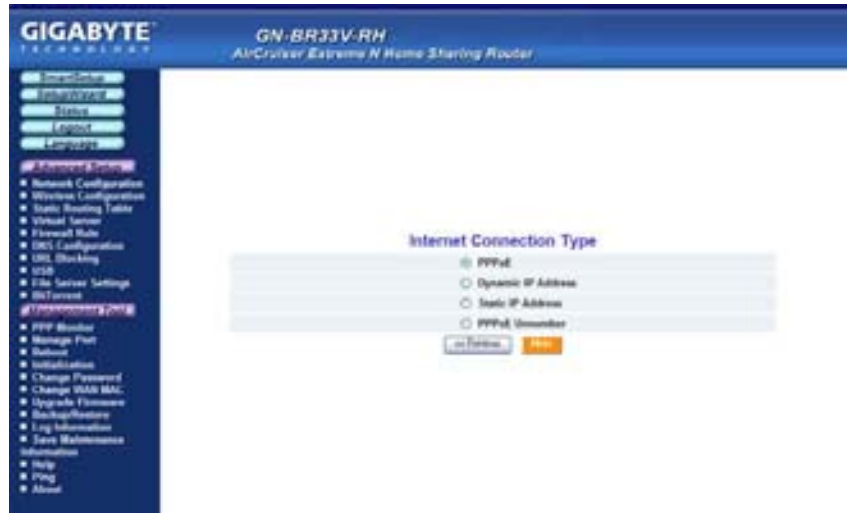 GIGABYTE
TECHNOLOGY
GN-BR33V-RH
AirCruiser Extreme N Home Sharing Router
SmartSetup
SetupWizard
Status
Logout
Language
Advanced Setup
Network Configuration
Wireless Configuration
Static Routing Table
Virtual Server
Firewall Rule
DNS Configuration
URL Blocking
USB
File Server Settings
BitTorrent
Management Tool
PPP Monitor
Manage Port
Reboot
Initialization
Change Password
Change WAN MAC
Upgrade Firmware
Backup/Restore
Log Information
Save Maintenance
Information
Help
Ping
About
Internet Connection Type
PPPoE
Dynamic IP Address
Static IP Address
PPPoE Unnumber